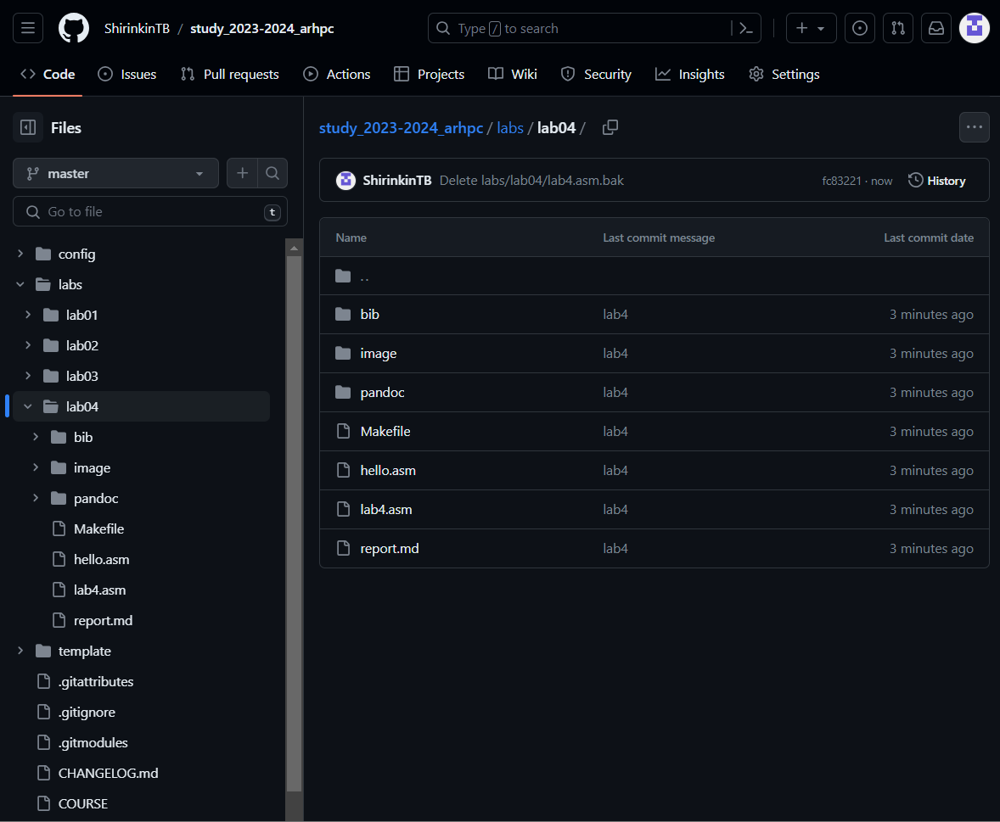 ShirinkinTB / study_2023-2024_arhpc
Type / to search
Code Issues Pull requests Actions Projects Wiki Security Insights Settings
Files
master
Go to file t
config
labs
lab01
lab02
lab03
lab04
bib
image
pandoc
Makefile
hello.asm
lab4.asm
report.md
template
.gitattributes
.gitignore
.gitmodules
CHANGELOG.md
COURSE
study_2023-2024_arhpc / labs / lab04 /
ShirinkinTB Delete labs/lab04/lab4.asm.bak fc83221 · now History
Name Last commit message Last commit date
..
bib lab4 3 minutes ago
image lab4 3 minutes ago
pandoc lab4 3 minutes ago
Makefile lab4 3 minutes ago
hello.asm lab4 3 minutes ago
lab4.asm lab4 3 minutes ago
report.md lab4 3 minutes ago